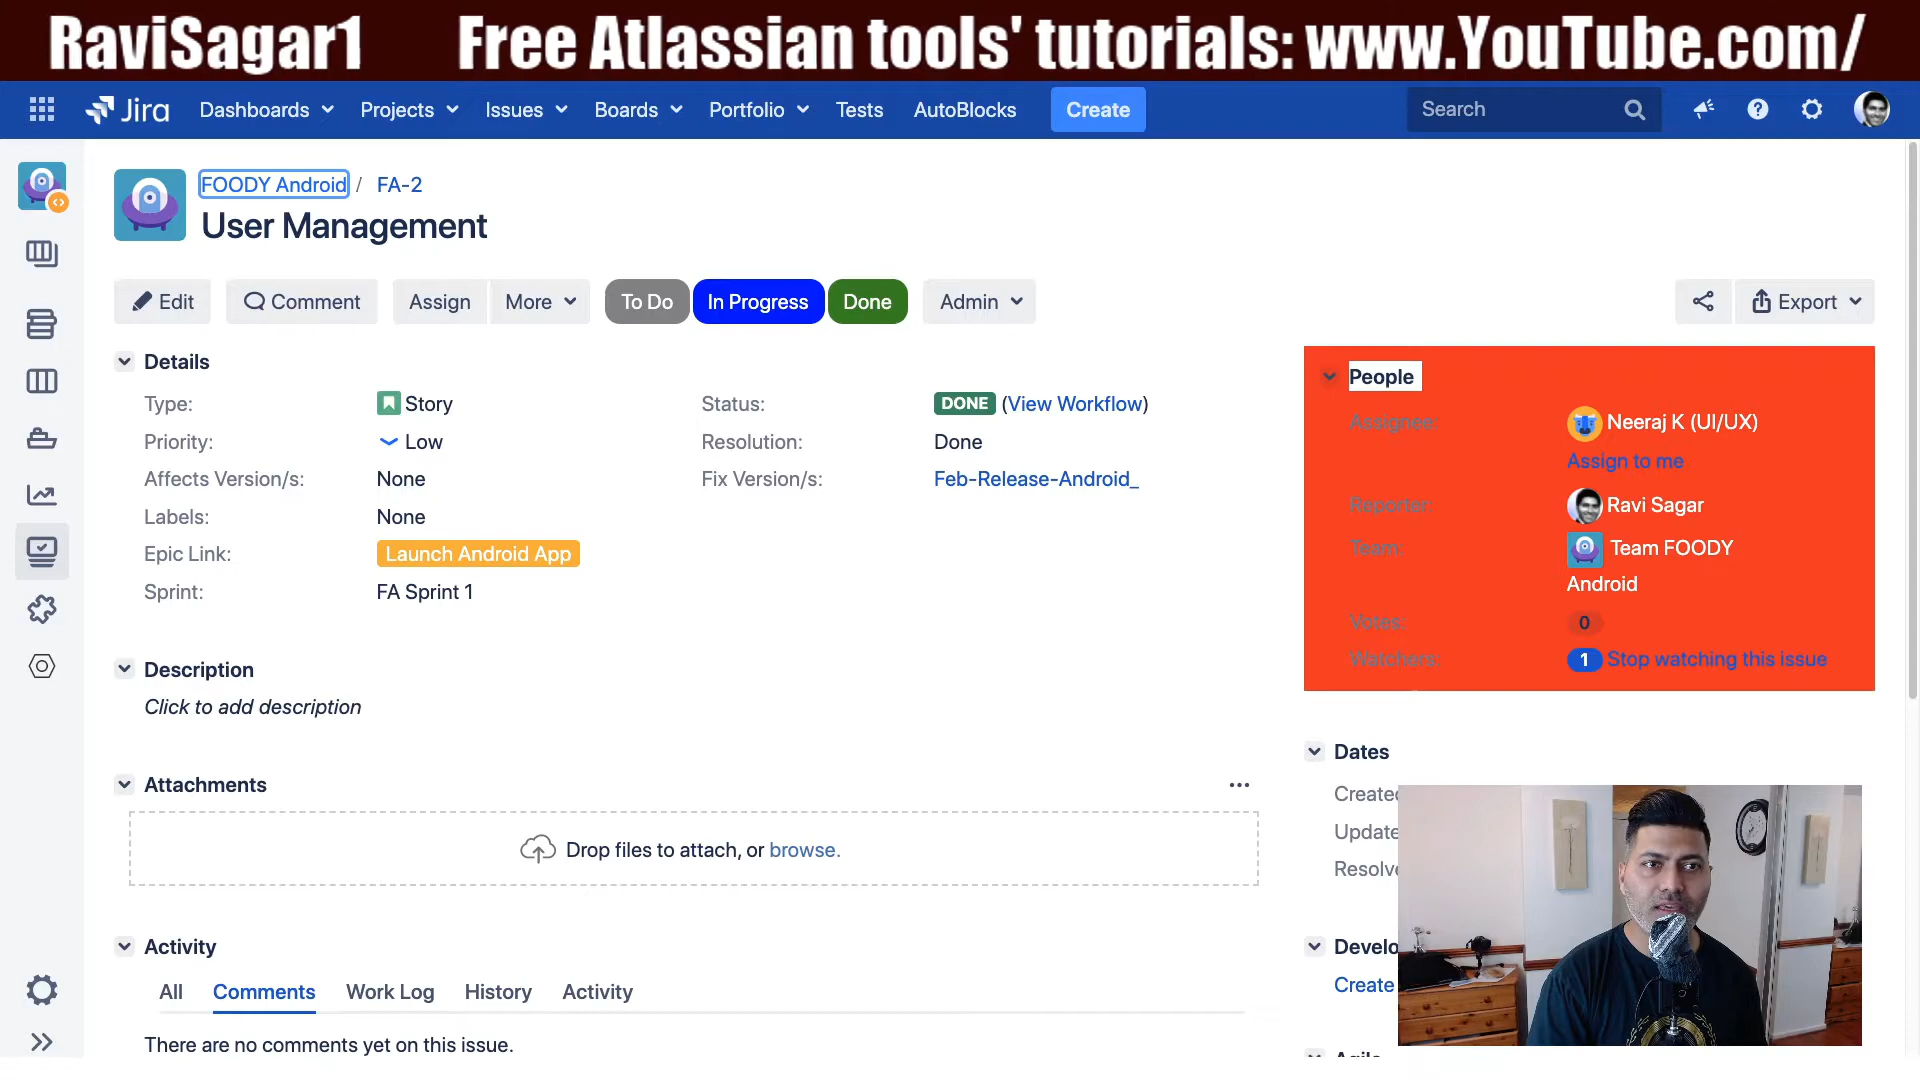 RaviSagar1 Free Atlassian tools' tutorials: www.YouTube.com/
Jira Dashboards Projects Issues Boards Portfolio Tests AutoBlocks Create Search
FOODY Android / FA-2
User Management
Edit Comment Assign More To Do In Progress Done Admin Export
Details
Type: Story
Priority: Low
Affects Version/s: None
Labels: None
Epic Link: Launch Android App
Sprint: FA Sprint 1
Status: DONE (View Workflow)
Resolution: Done
Fix Version/s: Feb-Release-Android_
Description
Click to add description
Attachments
Drop files to attach, or browse.
Activity
All Comments Work Log History Activity
There are no comments yet on this issue.
People
Assignee: Neeraj K (UI/UX)
Assign to me
Reporter: Ravi Sagar
Team: Team FOODY
Android
Votes: 0
Watchers: 1 Stop watching this issue
Dates
Create